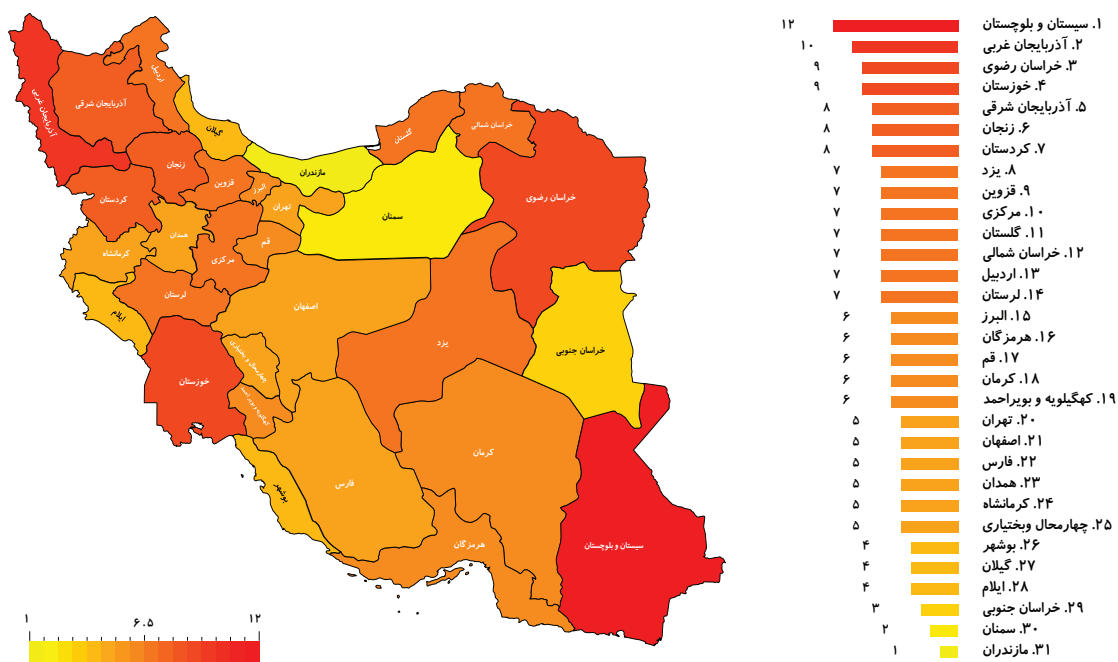 ۱. سیستان و بلوچستان ۱۲
۲. آذربایجان غربی ۱۰
۳. خراسان رضوی ۹
۴. خوزستان ۹
۵. آذربایجان شرقی ۸
۶. زنجان ۸
۷. کردستان ۸
۸. یزد ۷
۹. قزوین ۷
۱۰. مرکزی ۷
۱۱. گلستان ۷
۱۲. خراسان شمالی ۷
۱۳. اردبیل ۷
۱۴. لرستان ۷
۱۵. البرز ۶
۱۶. هرمزگان ۶
۱۷. قم ۶
۱۸. کرمان ۶
۱۹. کهگیلویه و بویراحمد ۶
۲۰. تهران ۵
۲۱. اصفهان ۵
۲۲. فارس ۵
۲۳. همدان ۵
۲۴. کرمانشاه ۵
۲۵. چهارمحال وبختیاری ۵
۲۶. بوشهر ۴
۲۷. گیلان ۴
۲۸. ایلام ۴
۲۹. خراسان جنوبی ۳
۳۰. سمنان ۲
۳۱. مازندران ۱
اردبیل
آذربایجان شرقی
آذربایجان غربی
گیلان
خراسان شمالی
گلستان
زنجان
مازندران
قزوین
البرز
کردستان
تهران
خراسان رضوی
سمنان
همدان
قم
کرمانشاه
مرکزی
لرستان
اصفهان
ایلام
یزد
خراسان جنوبی
چهارمحال و بختیاری
خوزستان
کهگیلویه و بویر احمد
کرمان
فارس
بوشهر
هرمزگان
سیستان و بلوچستان
۱ ۶.۵ ۱۲